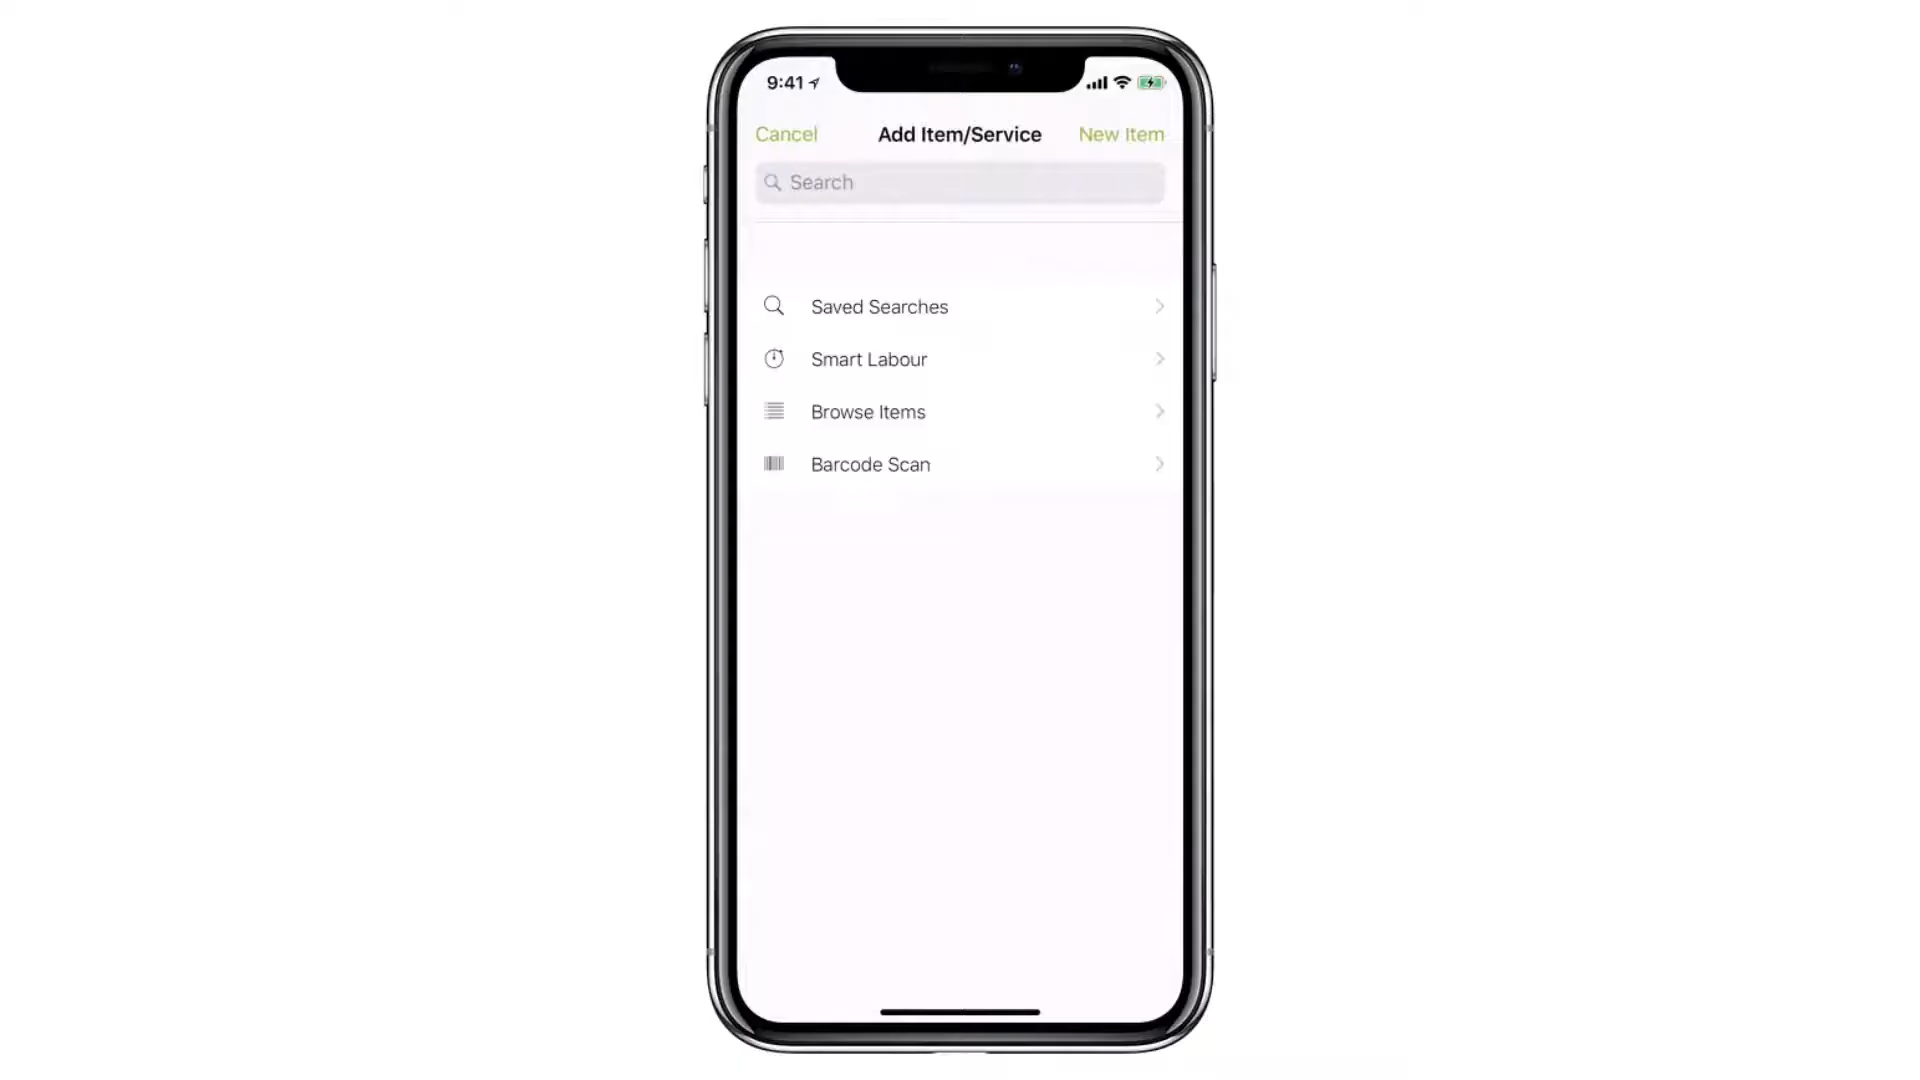 9:41
Cancel Add Item/Service New Item
Search
Saved Searches
Smart Labour
Browse Items
Barcode Scan